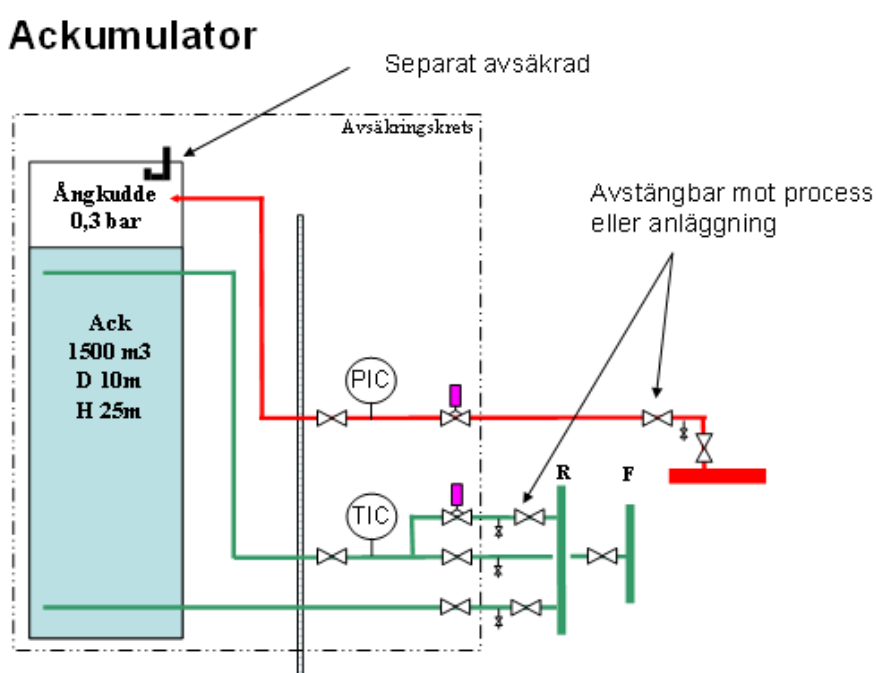 Ackumulator
Separat avsäkrad
Avsäkringskrets
Ångkudde
0,3 bar
Avstängbar mot process
eller anläggning
Ack
1500 m3
D 10m
H 25m
PIC
R
F
TIC